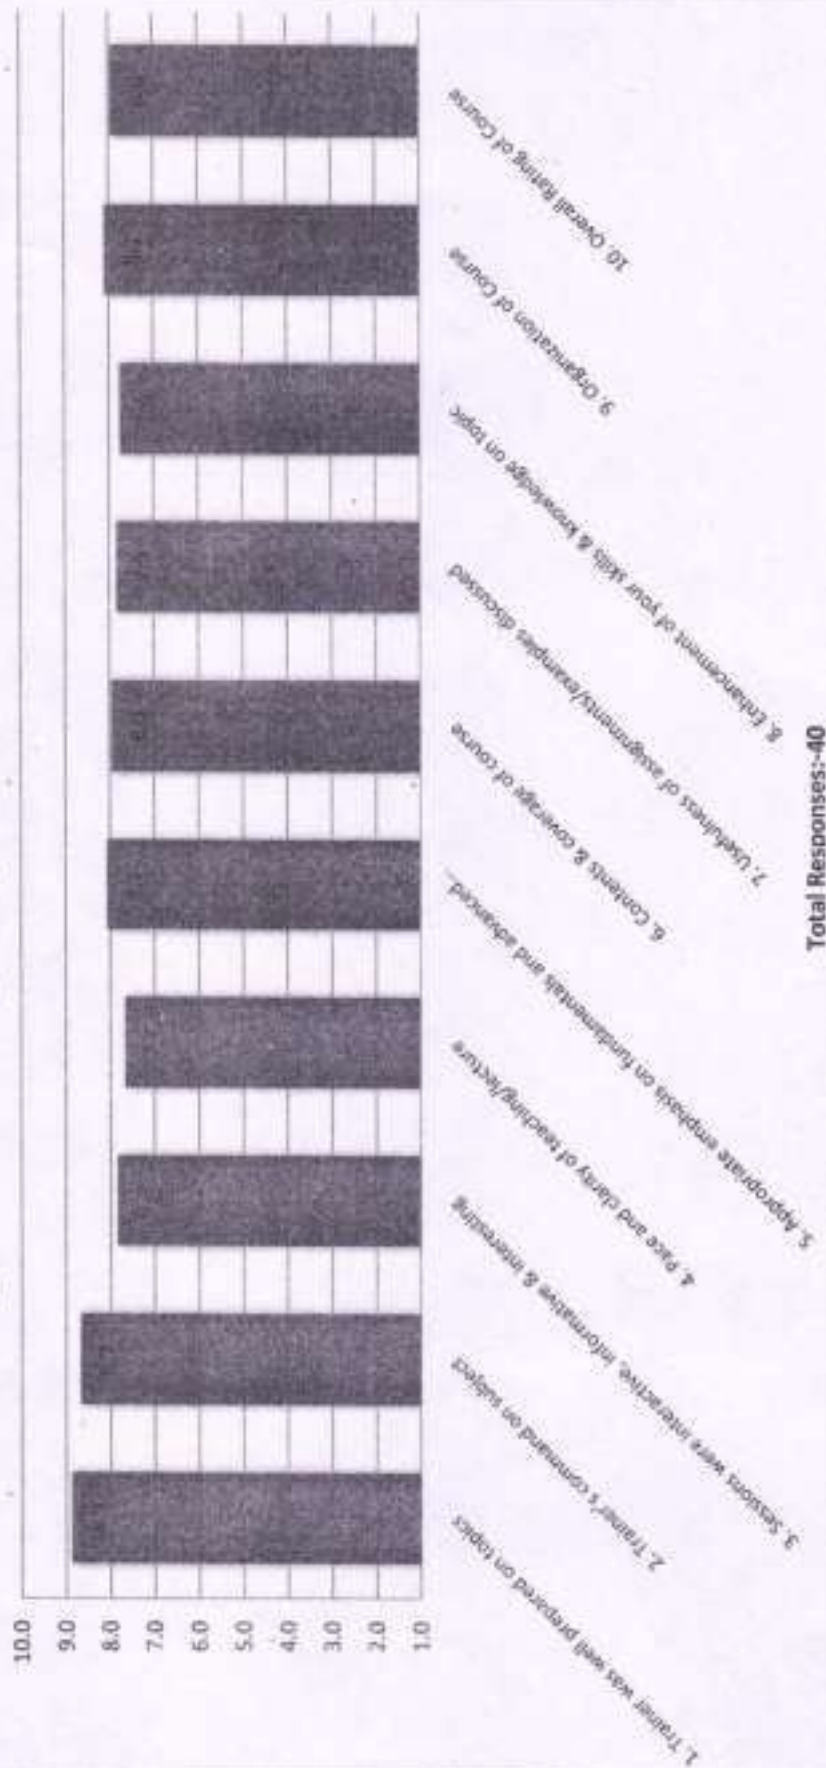 10.0
9.0
8.0
7.0
6.0
5.0
4.0
3.0
2.0
1.0
1. Trainer was well prepared on topics
2. Trainer's command on subject
3. Sessions were interactive, informative & interesting
4. Pace and clarity of teaching/lecture
5. Appropriate emphasis on fundamentals and advanced...
6. Contents & coverage of course
7. Usefulness of assignments/examples discussed
8. Enhancement of your skills & knowledge on topic
9. Organization of Course
10. Overall Rating of Course
Total Responses:-40